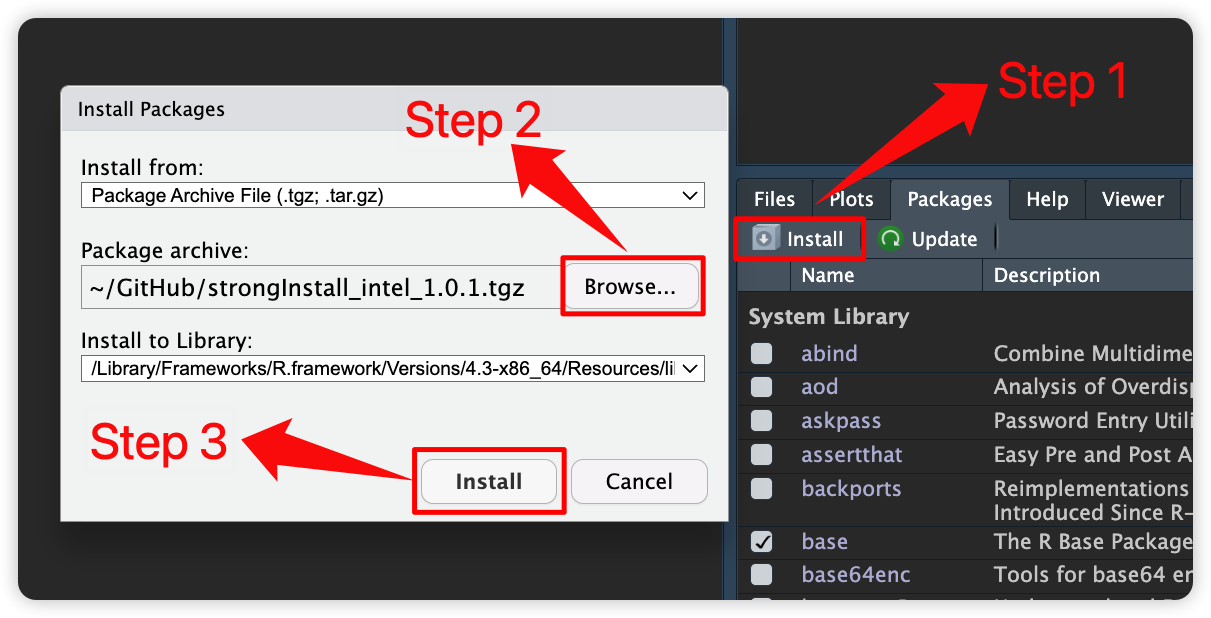 Install Packages
Step 2
Step 1
Install from:
Package Archive File (.tgz; .tar.gz)
Package archive:
~/GitHub/strongInstall_intel_1.0.1.tgz
Browse...
Install to Library:
/Library/Frameworks/R.framework/Versions/4.3-x86_64/Resources/li
Step 3
Install
Cancel
Files Plots Packages Help Viewer
Install Update
Name Description
System Library
abind Combine Multidime
aod Analysis of Overdisp
askpass Password Entry Utili
assertthat Easy Pre and Post A
backports Reimplementations
Introduced Since R-
base The R Base Package
base64enc Tools for base64 en